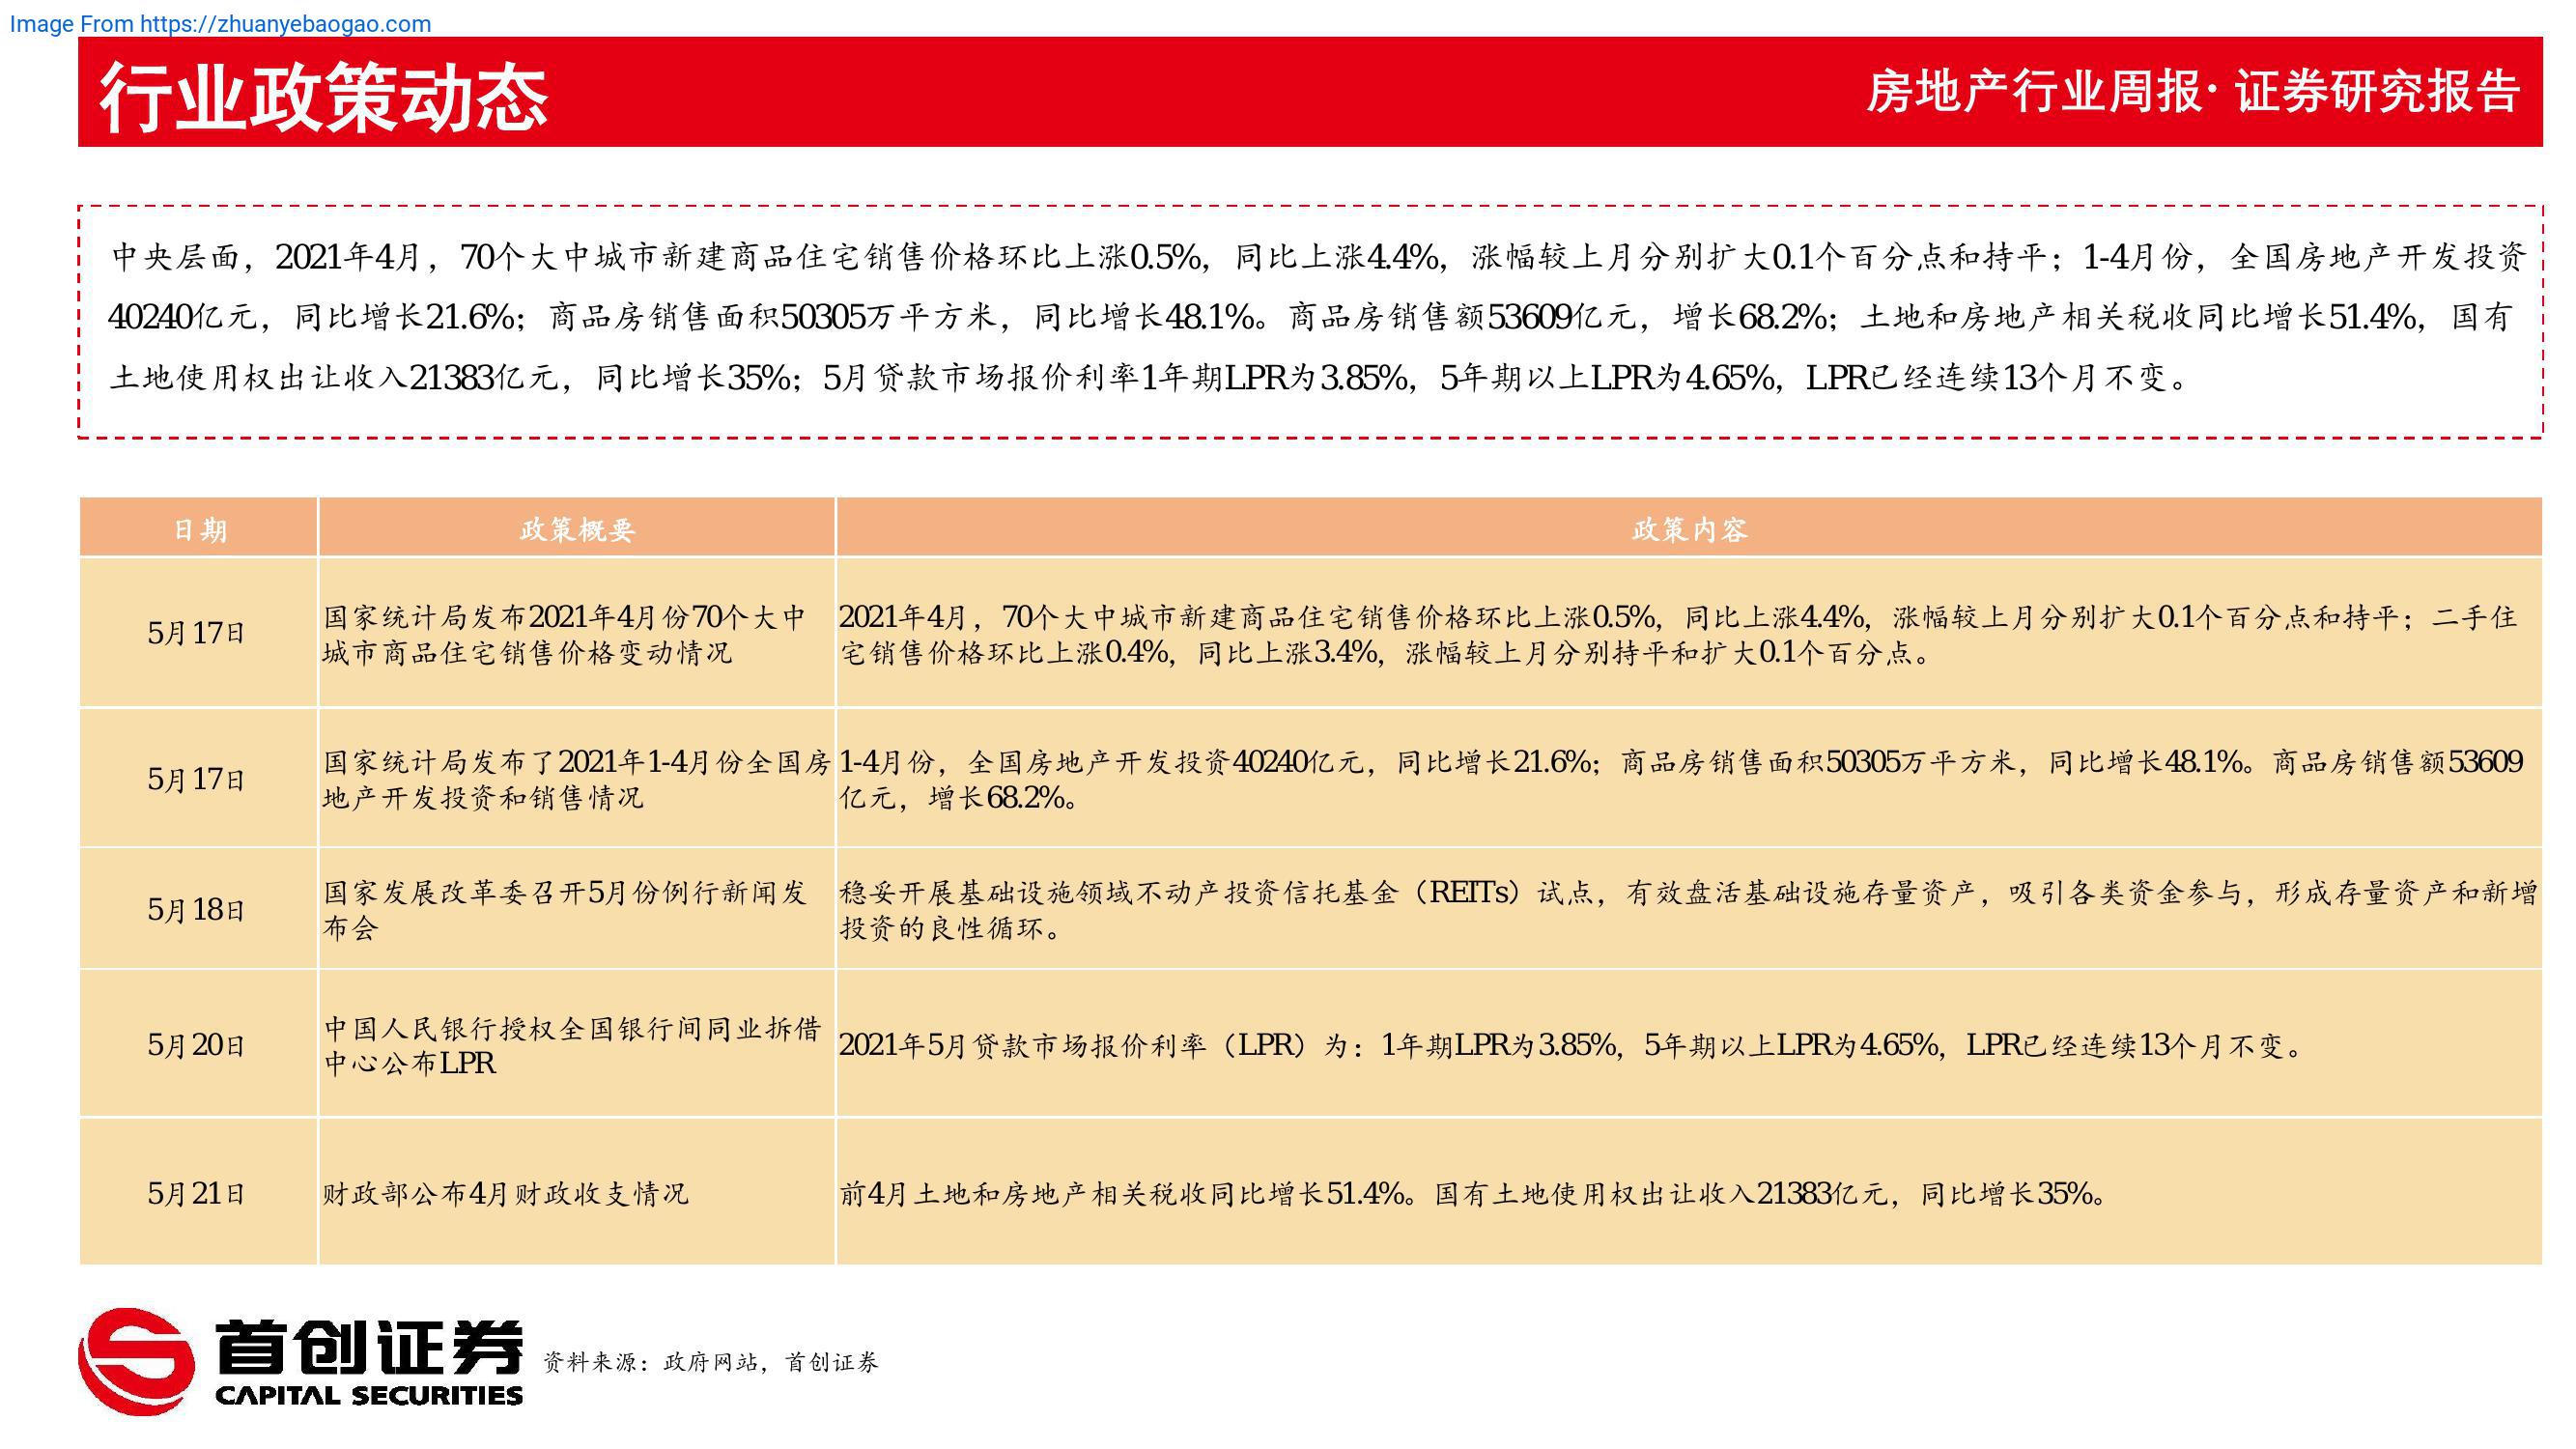 Image From https://zhuanyebaogao.com
行业政策动态
房地产行业周报· 证券研究报告
中央层面，2021年4月，70个大中城市新建商品住宅销售价格环比上涨0.5%，同比上涨4.4%，涨幅较上月分别扩大0.1个百分点和持平；1-4月份，全国房地产开发投资
40240亿元，同比增长21.6%；商品房销售面积50305万平方米，同比增长48.1%。商品房销售额53609亿元，增长68.2%；土地和房地产相关税收同比增长51.4%，国有
土地使用权出让收入21383亿元，同比增长35%；5月贷款市场报价利率1年期LPR为3.85%，5年期以上LPR为4.65%，LPR已经连续13个月不变。
日期
政策概要
政策内容
5月17日
国家统计局发布2021年4月份70个大中
城市商品住宅销售价格变动情况
2021年4月，70个大中城市新建商品住宅销售价格环比上涨0.5%，同比上涨4.4%，涨幅较上月分别扩大0.1个百分点和持平；二手住
宅销售价格环比上涨0.4%，同比上涨3.4%，涨幅较上月分别持平和扩大0.1个百分点。
5月17日
国家统计局发布了2021年1-4月份全国房
地产开发投资和销售情况
1-4月份，全国房地产开发投资40240亿元，同比增长21.6%；商品房销售面积50305万平方米，同比增长48.1%。商品房销售额53609
亿元，增长68.2%。
5月18日
国家发展改革委召开5月份例行新闻发
布会
稳妥开展基础设施领域不动产投资信托基金（REITs）试点，有效盘活基础设施存量资产，吸引各类资金参与，形成存量资产和新增
投资的良性循环。
5月20日
中国人民银行授权全国银行间同业拆借
中心公布LPR
2021年5月贷款市场报价利率（LPR）为：1年期LPR为3.85%，5年期以上LPR为4.65%，LPR已经连续13个月不变。
5月21日
财政部公布4月财政收支情况
前4月土地和房地产相关税收同比增长51.4%。国有土地使用权出让收入21383亿元，同比增长35%。
首创证券
CAPITAL SECURITIES
资料来源：政府网站，首创证券